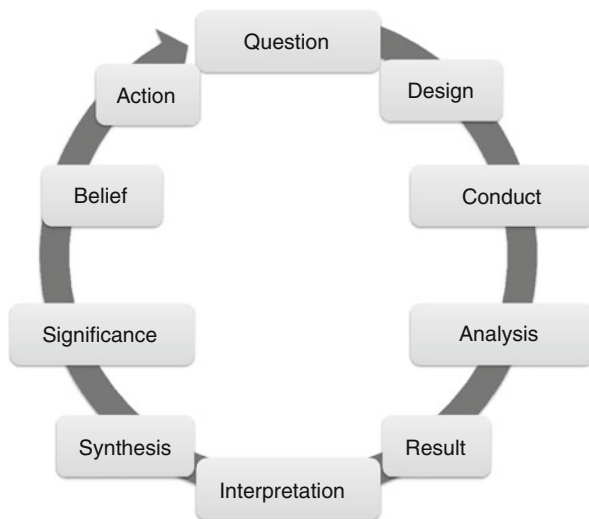 Question
Design
Conduct
Analysis
Result
Interpretation
Synthesis
Significance
Belief
Action